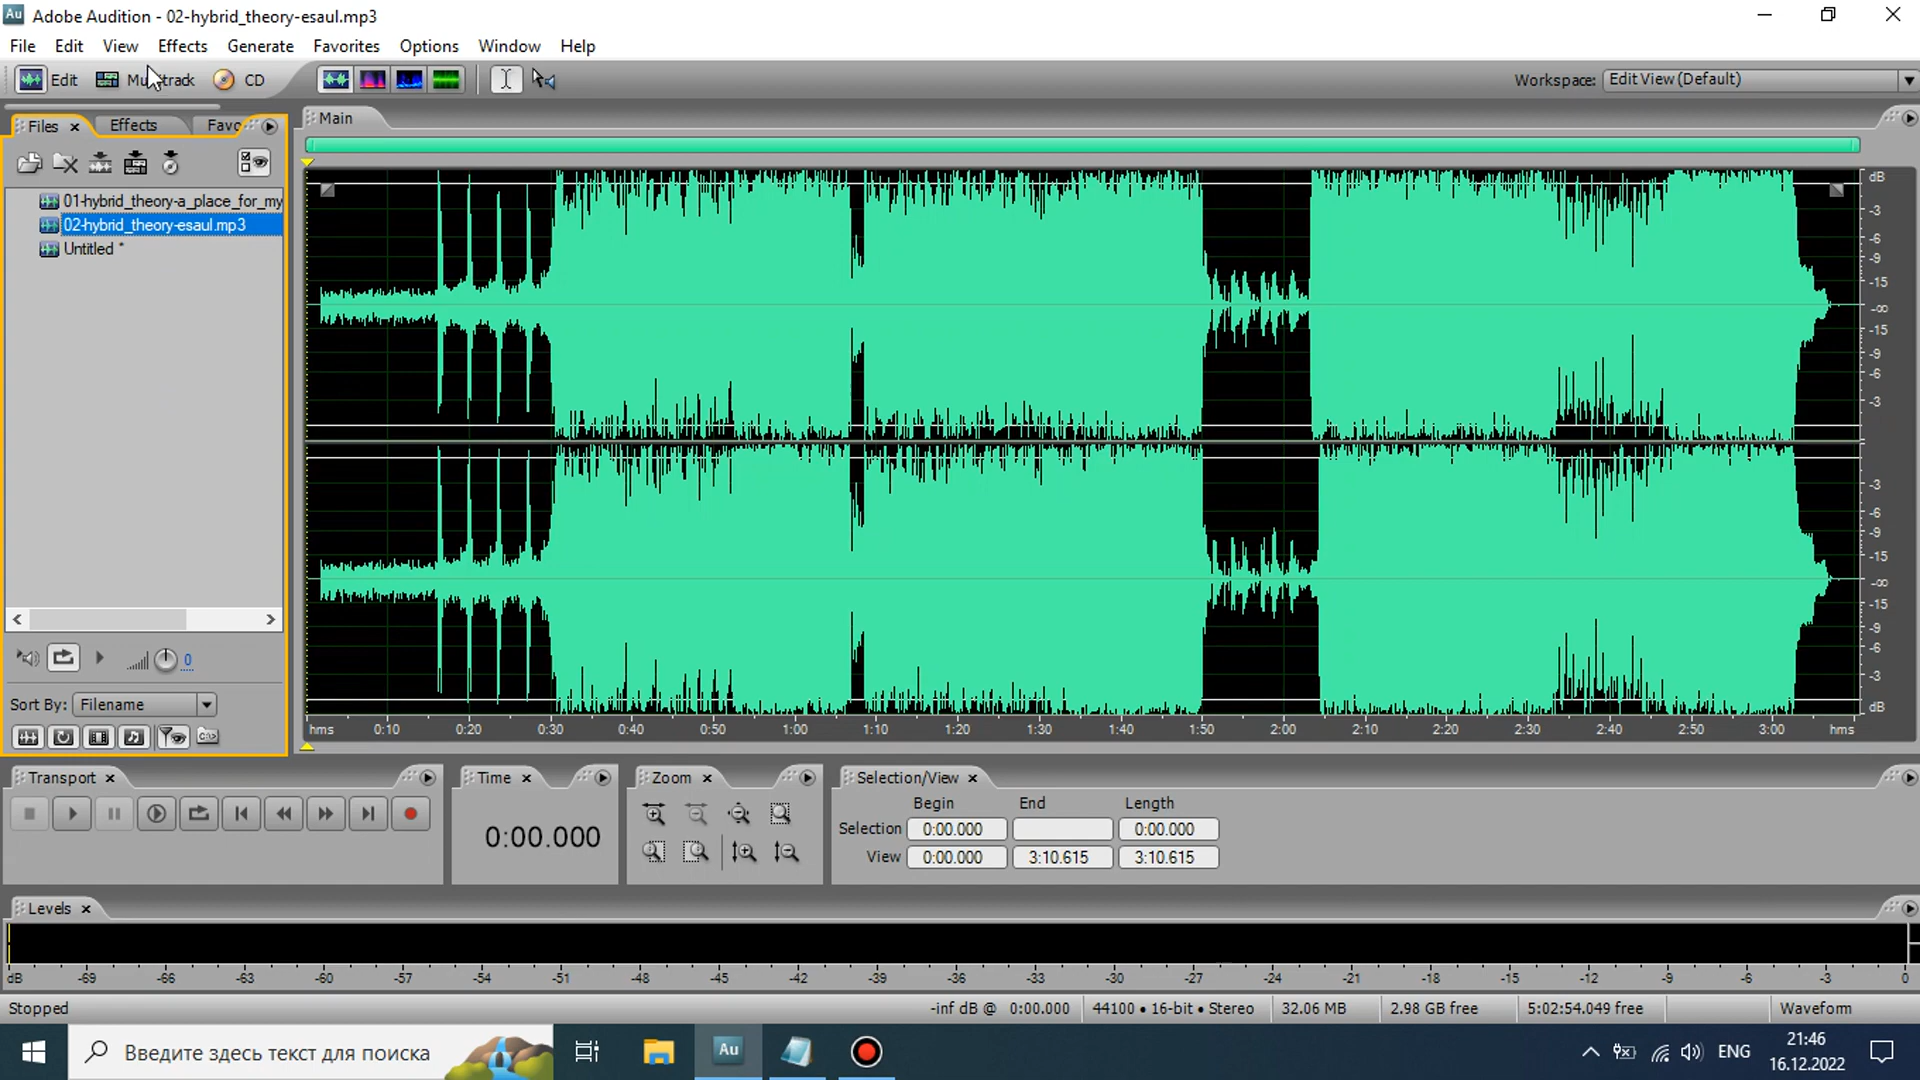 Au Adobe Audition - 02-hybrid_theory-esaul.mp3
File Edit View Effects Generate Favorites Options Window Help
Edit Mu track CD Workspace: Edit View (Default)
Files Effects Favo Main
01-hybrid_theory-a_place_for_my
02-hybrid_theory-esaul.mp3
Untitled *
dB
-3
-6
-9
-15
-∞
-15
-9
-6
-3
-3
-6
-9
-15
-∞
-15
-9
-6
-3
dB
0
Sort By: Filename
hms 0:10 0:20 0:30 0:40 0:50 1:00 1:10 1:20 1:30 1:40 1:50 2:00 2:10 2:20 2:30 2:40 2:50 3:00 hms
Transport Time Zoom Selection/View
Begin End Length
Selection 0:00.000 0:00.000
View 0:00.000 3:10.615 3:10.615
0:00.000
Levels
dB -69 -66 -63 -60 -57 -54 -51 -48 -45 -42 -39 -36 -33 -30 -27 -24 -21 -18 -15 -12 -9 -6 -3 0
Stopped -inf dB @ 0:00.000 44100 • 16-bit • Stereo 32.06 MB 2.98 GB free 5:02:54.049 free Waveform
Введите здесь текст для поиска Au ENG 21:46
16.12.2022